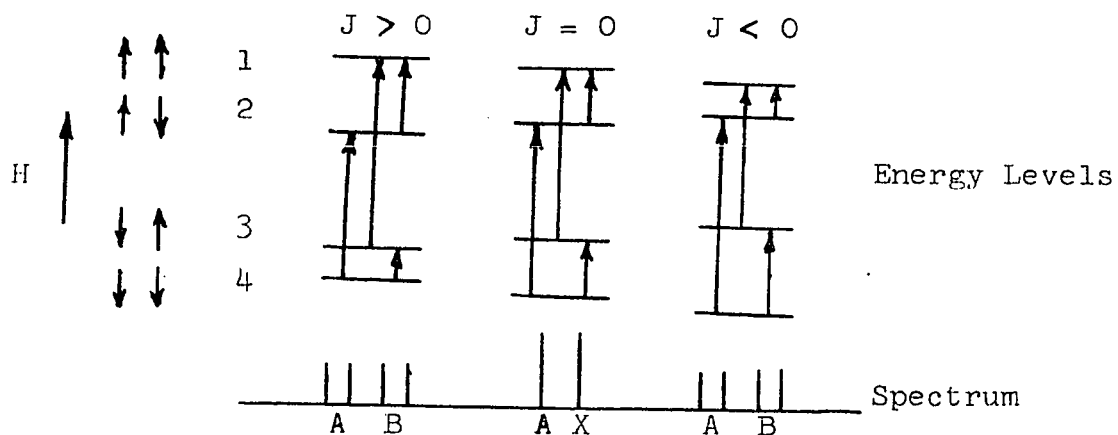 J > 0 J = 0 J < 0
1
2
H
Energy Levels
3
4
Spectrum
A B A X A B